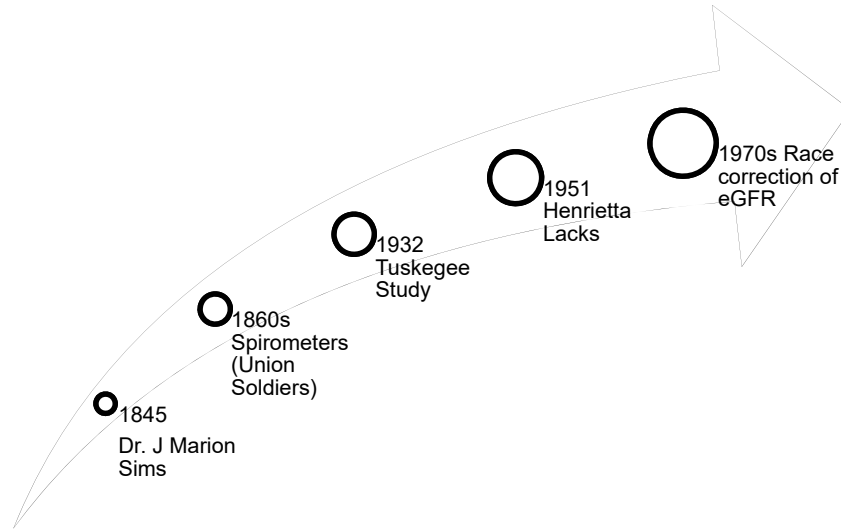 1845
Dr. J Marion
Sims
1860s
Spirometers
(Union
Soldiers)
1932
Tuskegee
Study
1951
Henrietta
Lacks
1970s Race
correction of
eGFR